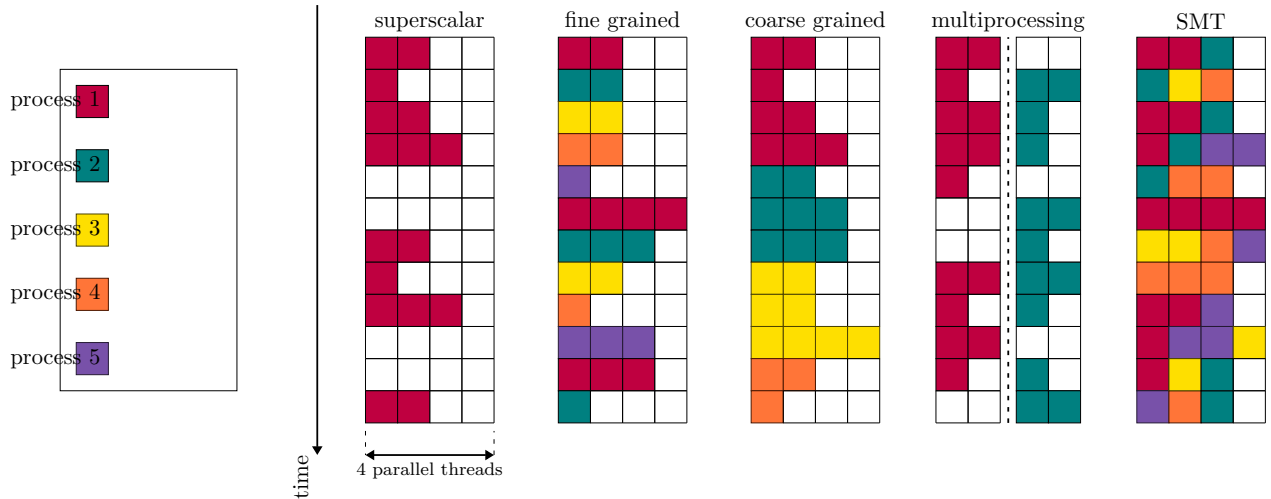 superscalar
fine grained
coarse grained
multiprocessing
SMT
process 1
process 2
process 3
process 4
process 5
4 parallel threads
time